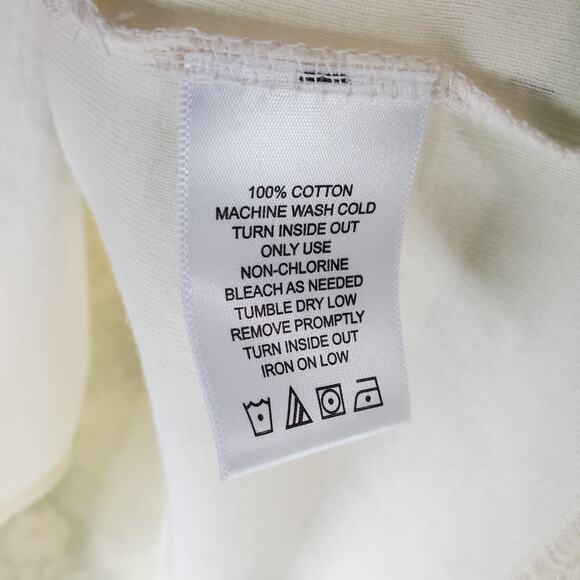 100% COTTON
MACHINE WASH COLD
TURN INSIDE OUT
ONLY USE
NON-CHLORINE
BLEACH AS NEEDED
TUMBLE DRY LOW
REMOVE PROMPTLY
TURN INSIDE OUT
IRON ON LOW